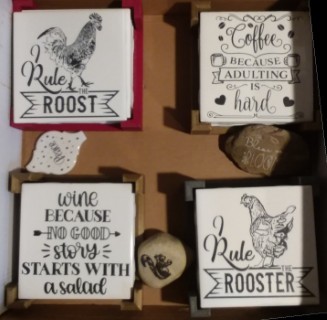 I
Rule
THE
ROOST
Coffee
BECAUSE
ADULTING
IS
hard
wine
BECAUSE
NO GOOD
story
STARTS WITH
a salad
I
Rule
THE
ROOSTER